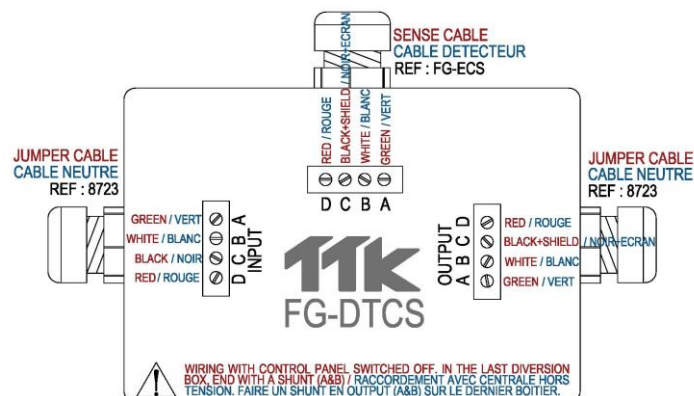 SENSE CABLE
CABLE DETECTEUR
REF : FG-ECS
RED / ROUGE
BLACK+SHIELD / NOIR+ECRAN
WHITE / BLANC
GREEN / VERT
D C B A
JUMPER CABLE
CABLE NEUTRE
REF : 8723
GREEN / VERT
WHITE / BLANC
BLACK / NOIR
RED / ROUGE
A
B
C
D
INPUT
TTK
FG-DTCS
OUTPUT
D
C
B
A
RED / ROUGE
BLACK+SHIELD / NOIR+ECRAN
WHITE / BLANC
GREEN / VERT
JUMPER CABLE
CABLE NEUTRE
REF : 8723
WIRING WITH CONTROL PANEL SWITCHED OFF. IN THE LAST DIVERSION
BOX, END WITH A SHUNT (A&B) / RACCORDEMENT AVEC CENTRALE HORS
TENSION. FAIRE UN SHUNT EN OUTPUT (A&B) SUR LE DERNIER BOITIER.